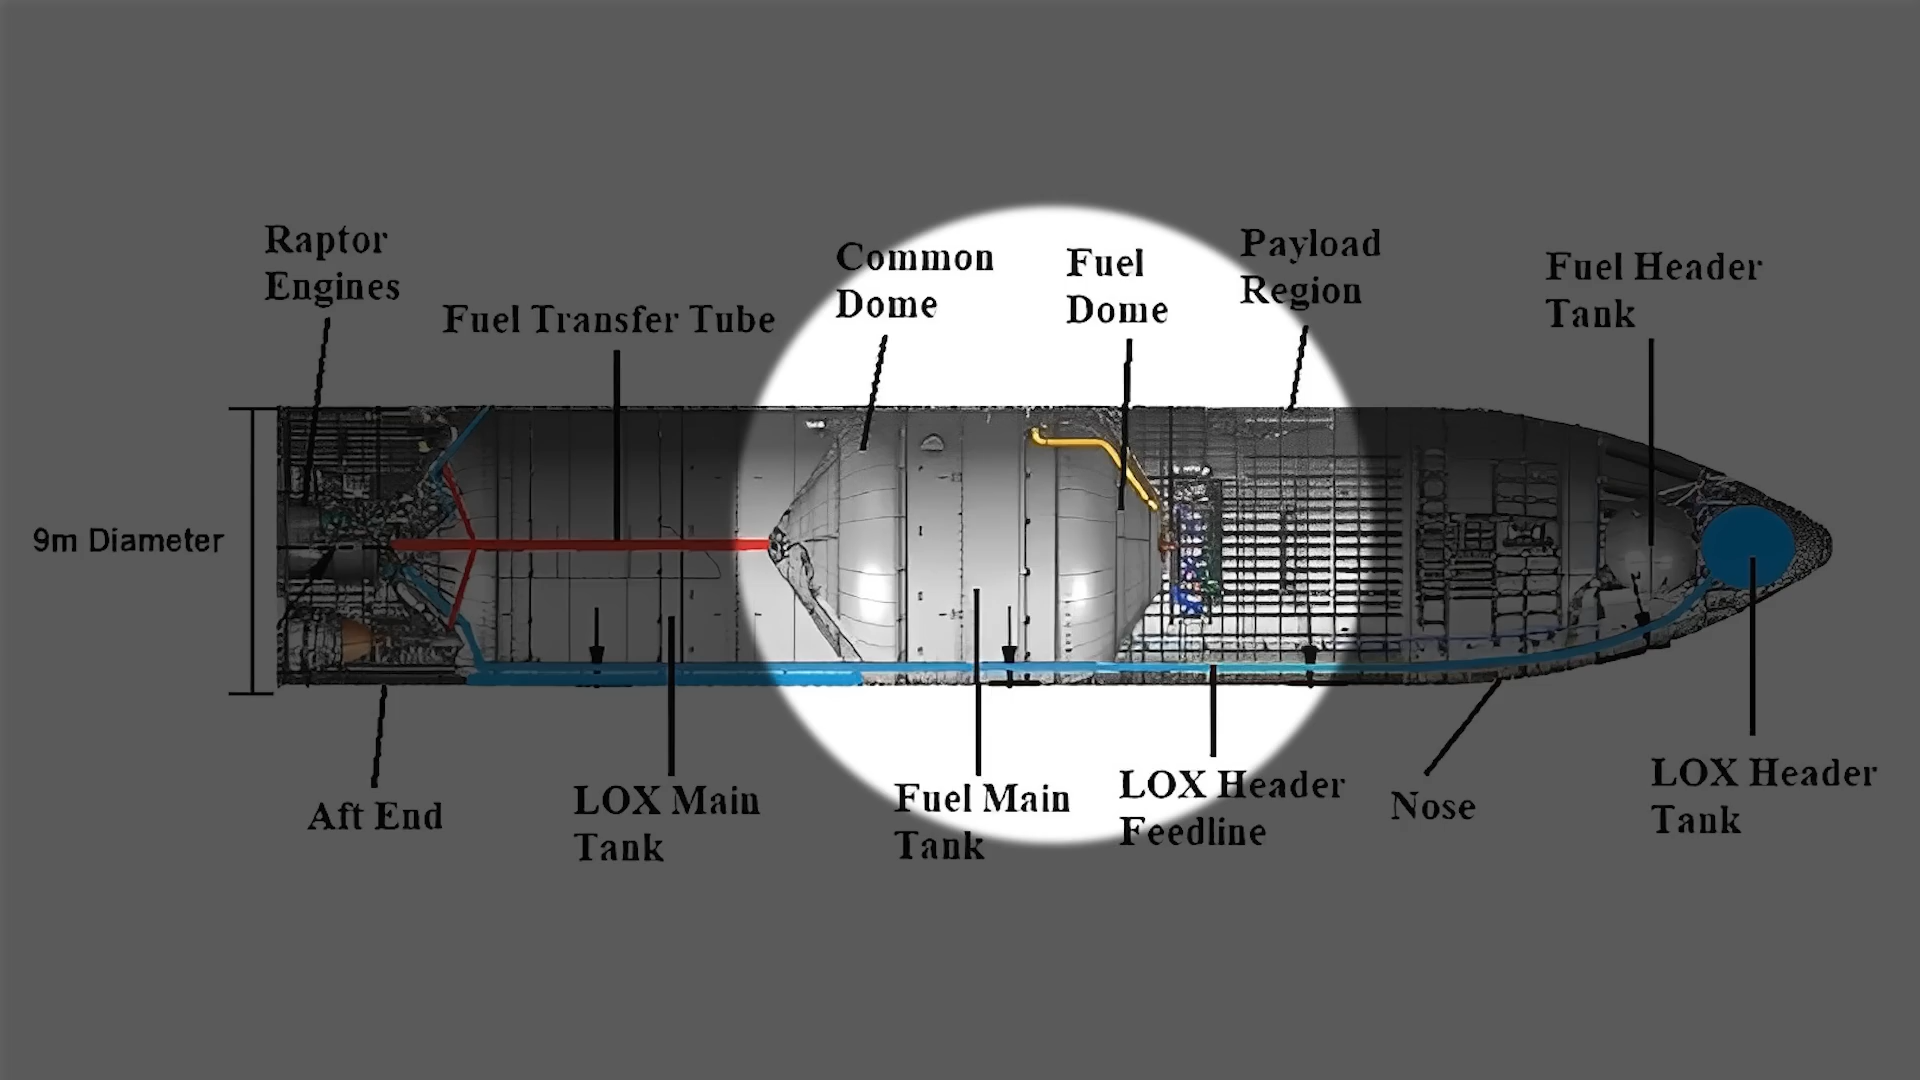 Raptor
Engines
Fuel Transfer Tube
Common
Dome
Fuel
Dome
Payload
Region
Fuel Header
Tank
9m Diameter
Aft End
LOX Main
Tank
Fuel Main
Tank
LOX Header
Feedline
Nose
LOX Header
Tank